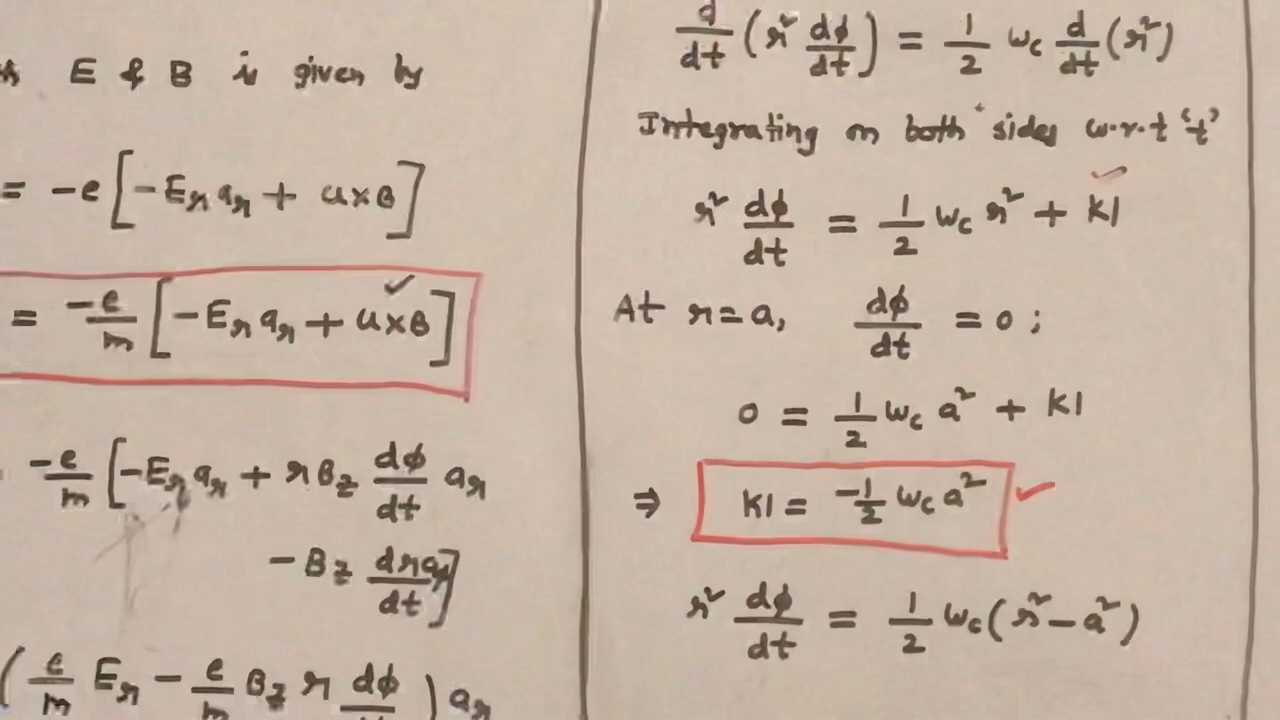 E & B is given by
= -e [-Er ar + u×B]
= -e/m [-Er ar + u×B]
-e/m [-Er ar + r Bz dφ/dt ar
- Bz dr aφ/dt]
(e/m Er - e/m Bz r dφ/dt) ar
d/dt (r² dφ/dt) = 1/2 ωc d/dt (r²)
Integrating on both sides w.r.t 't'
r² dφ/dt = 1/2 ωc r² + K1
At r=a, dφ/dt = 0 ;
0 = 1/2 ωc a² + K1
⇒ K1 = -1/2 ωc a²
r² dφ/dt = 1/2 ωc (r² - a²)